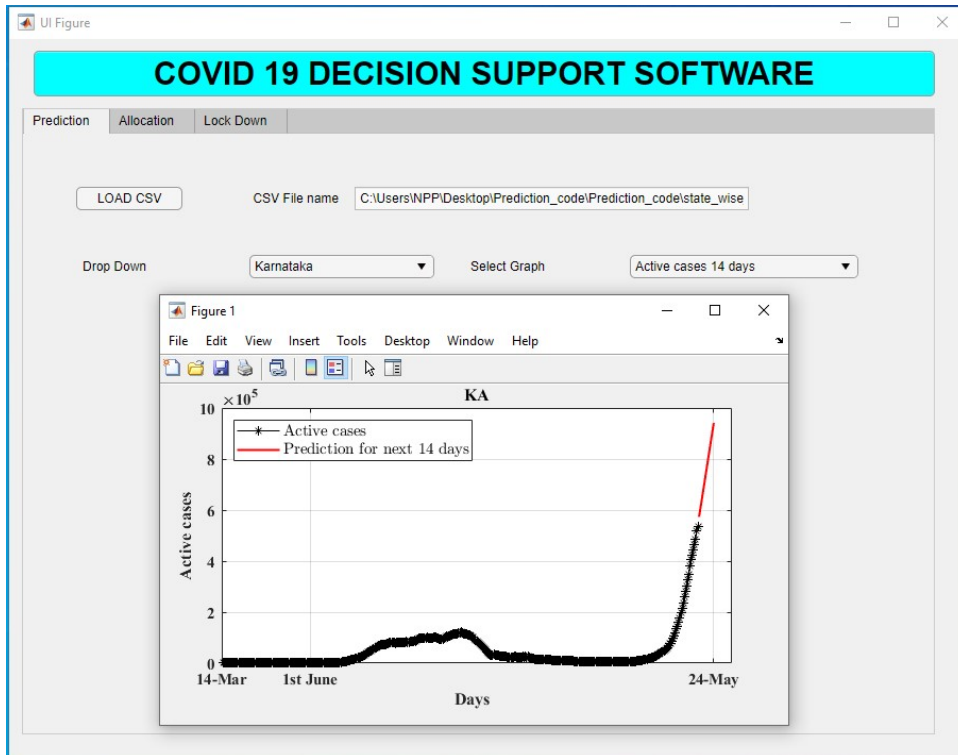 UI Figure
COVID 19 DECISION SUPPORT SOFTWARE
Prediction Allocation Lock Down
LOAD CSV CSV File name C:\Users\NPP\Desktop\Prediction_code\Prediction_code\state_wise
Drop Down Karnataka Select Graph Active cases 14 days
Figure 1
File Edit View Insert Tools Desktop Window Help
×10⁵ KA
10
Active cases
Prediction for next 14 days
8
6
Active cases
4
2
0
14-Mar 1st June 24-May
Days